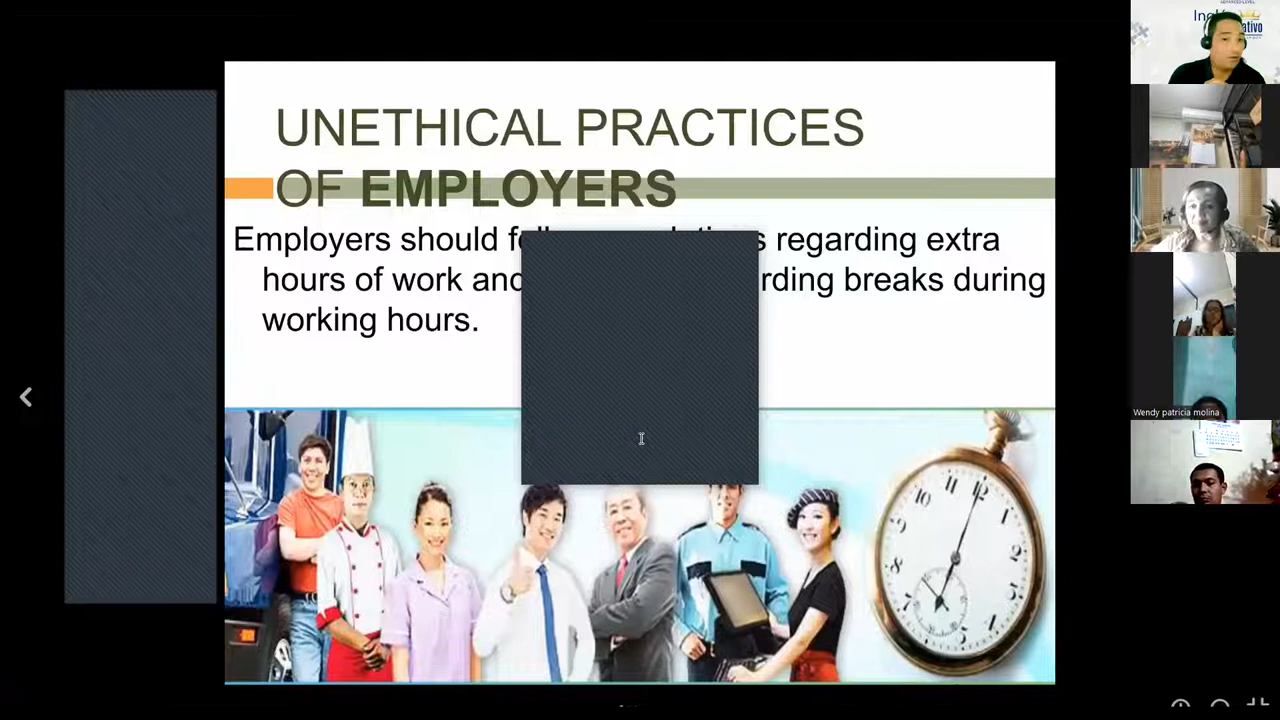 UNETHICAL PRACTICES
OF EMPLOYERS
Employers should regarding extra
hours of work and breaks during
working hours.
Wendy patricia molina